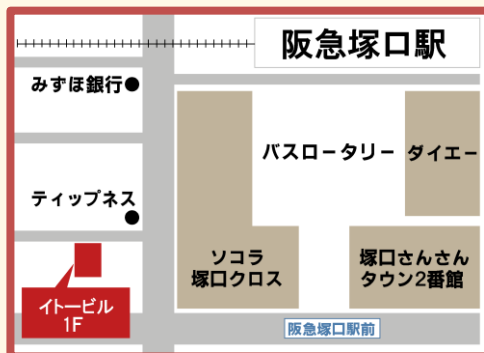 阪急塚口駅
みずほ銀行
バスロータリー
ダイエー
ティップネス
ソコラ
塚口クロス
塚口さんさん
タウン2番館
イトービル
1F
阪急塚口駅前